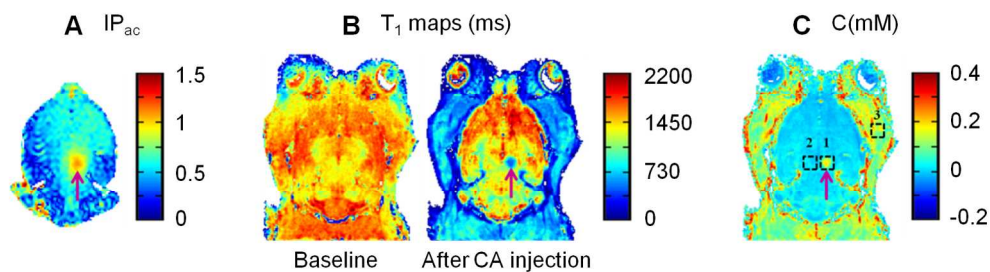 A IPac
B T1 maps (ms)
C C(mM)
1.5
1
0.5
0
2200
1450
730
0
0.4
0.2
0
-0.2
3
2 1
Baseline
After CA injection